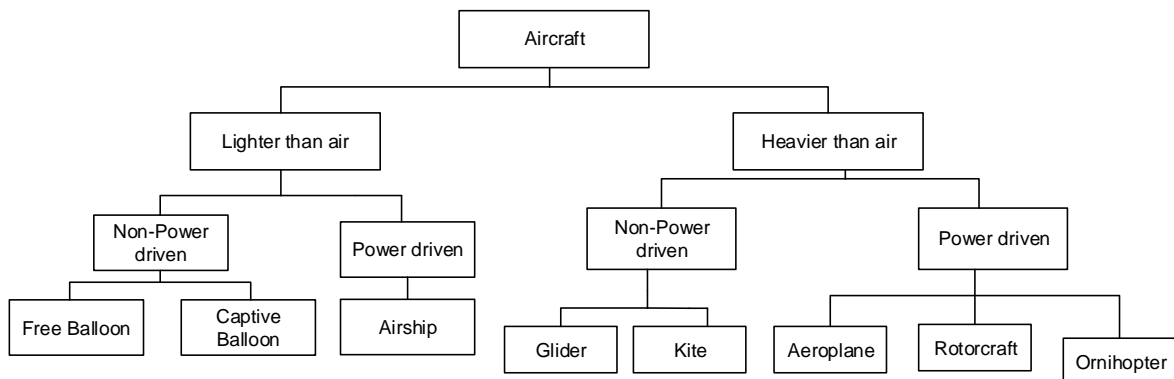 Aircraft
Lighter than air
Heavier than air
Non-Power
driven
Power driven
Non-Power
driven
Power driven
Free Balloon
Captive
Balloon
Airship
Glider
Kite
Aeroplane
Rotorcraft
Ornihopter